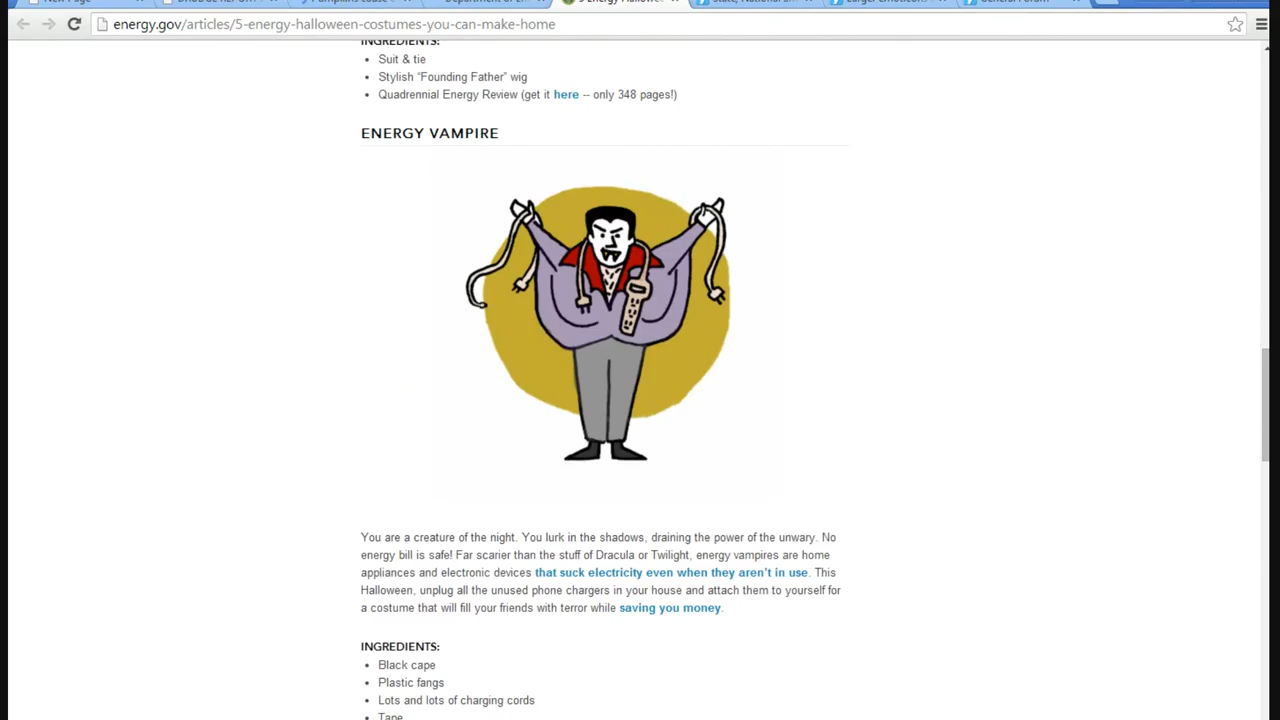 energy.gov/articles/5-energy-halloween-costumes-you-can-make-home
INGREDIENTS:
Suit & tie
Stylish “Founding Father” wig
Quadrennial Energy Review (get it here -- only 348 pages!)
ENERGY VAMPIRE
You are a creature of the night. You lurk in the shadows, draining the power of the unwary. No
energy bill is safe! Far scarier than the stuff of Dracula or Twilight, energy vampires are home
appliances and electronic devices that suck electricity even when they aren’t in use. This
Halloween, unplug all the unused phone chargers in your house and attach them to yourself for
a costume that will fill your friends with terror while saving you money.
INGREDIENTS:
Black cape
Plastic fangs
Lots and lots of charging cords
Tape